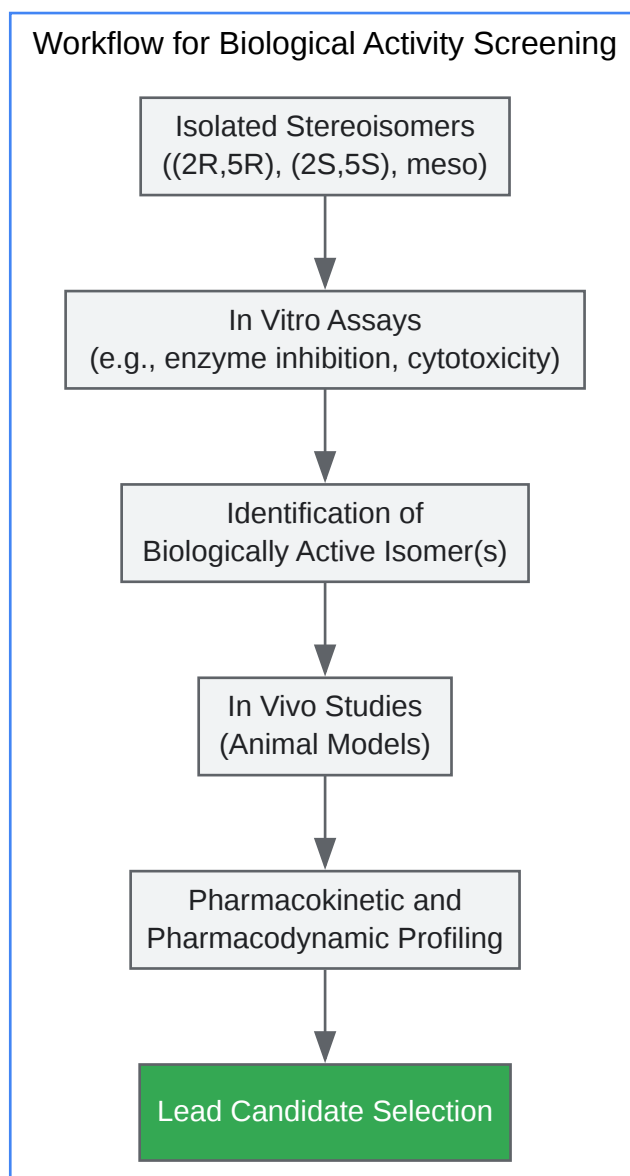 Workflow for Biological Activity Screening
Isolated Stereoisomers
((2R,5R), (2S,5S), meso)
In Vitro Assays
(e.g., enzyme inhibition, cytotoxicity)
Identification of
Biologically Active Isomer(s)
In Vivo Studies
(Animal Models)
Pharmacokinetic and
Pharmacodynamic Profiling
Lead Candidate Selection